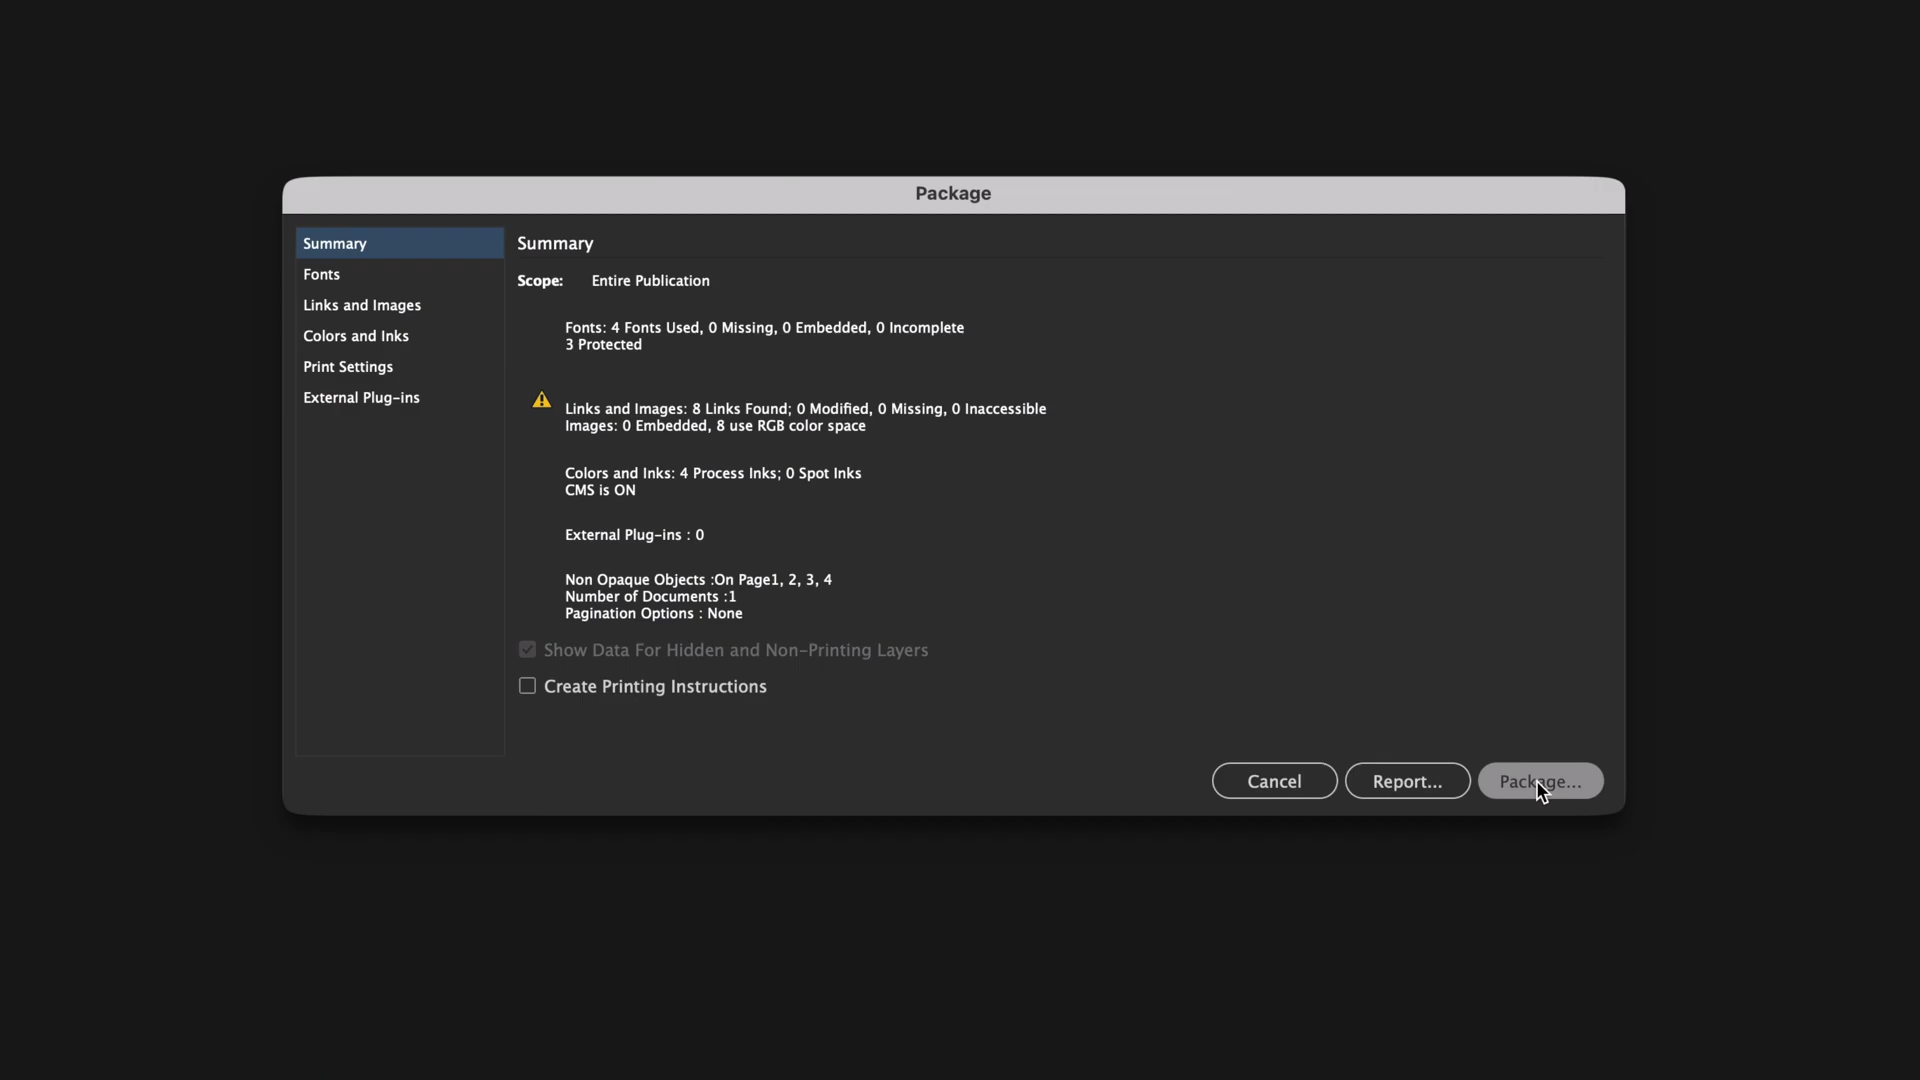 Package
Summary
Fonts
Links and Images
Colors and Inks
Print Settings
External Plug-ins
Summary
Scope: Entire Publication
Fonts: 4 Fonts Used, 0 Missing, 0 Embedded, 0 Incomplete
3 Protected
Links and Images: 8 Links Found; 0 Modified, 0 Missing, 0 Inaccessible
Images: 0 Embedded, 8 use RGB color space
Colors and Inks: 4 Process Inks; 0 Spot Inks
CMS is ON
External Plug-ins : 0
Non Opaque Objects :On Page1, 2, 3, 4
Number of Documents :1
Pagination Options : None
Show Data For Hidden and Non-Printing Layers
Create Printing Instructions
Cancel
Report...
Package...